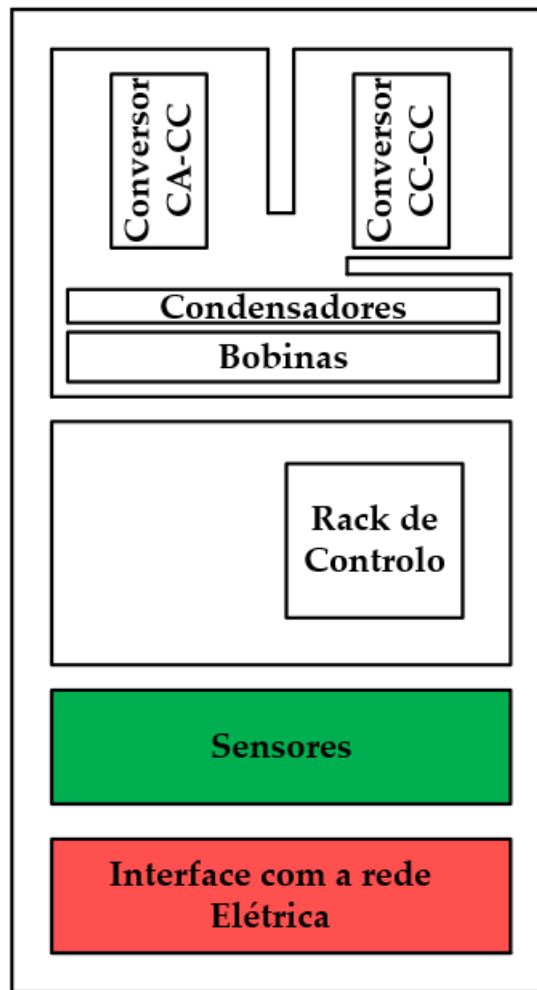 Conversor
CA-CC
Conversor
CC-CC
Condensadores
Bobinas
Rack de
Controlo
Sensores
Interface com a rede
Elétrica